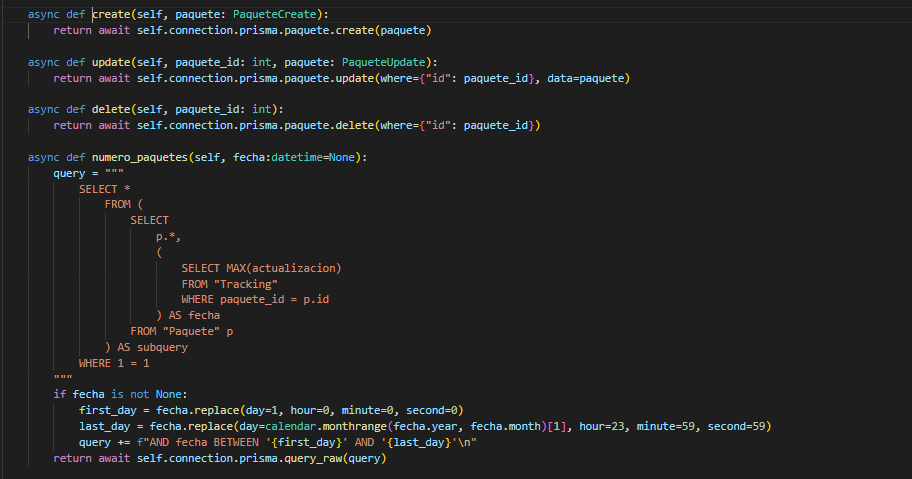 async def create(self, paquete: PaqueteCreate):
    return await self.connection.prisma.paquete.create(paquete)

async def update(self, paquete_id: int, paquete: PaqueteUpdate):
    return await self.connection.prisma.paquete.update(where={"id": paquete_id}, data=paquete)

async def delete(self, paquete_id: int):
    return await self.connection.prisma.paquete.delete(where={"id": paquete_id})

async def numero_paquetes(self, fecha:datetime=None):
    query = """
        SELECT *
            FROM (
                SELECT
                    p.*,
                    (
                        SELECT MAX(actualizacion)
                        FROM "Tracking"
                        WHERE paquete_id = p.id
                    ) AS fecha
                FROM "Paquete" p
            ) AS subquery
        WHERE 1 = 1
    """
    if fecha is not None:
        first_day = fecha.replace(day=1, hour=0, minute=0, second=0)
        last_day = fecha.replace(day=calendar.monthrange(fecha.year, fecha.month)[1], hour=23, minute=59, second=59)
        query += f"AND fecha BETWEEN '{first_day}' AND '{last_day}'\n"
    return await self.connection.prisma.query_raw(query)